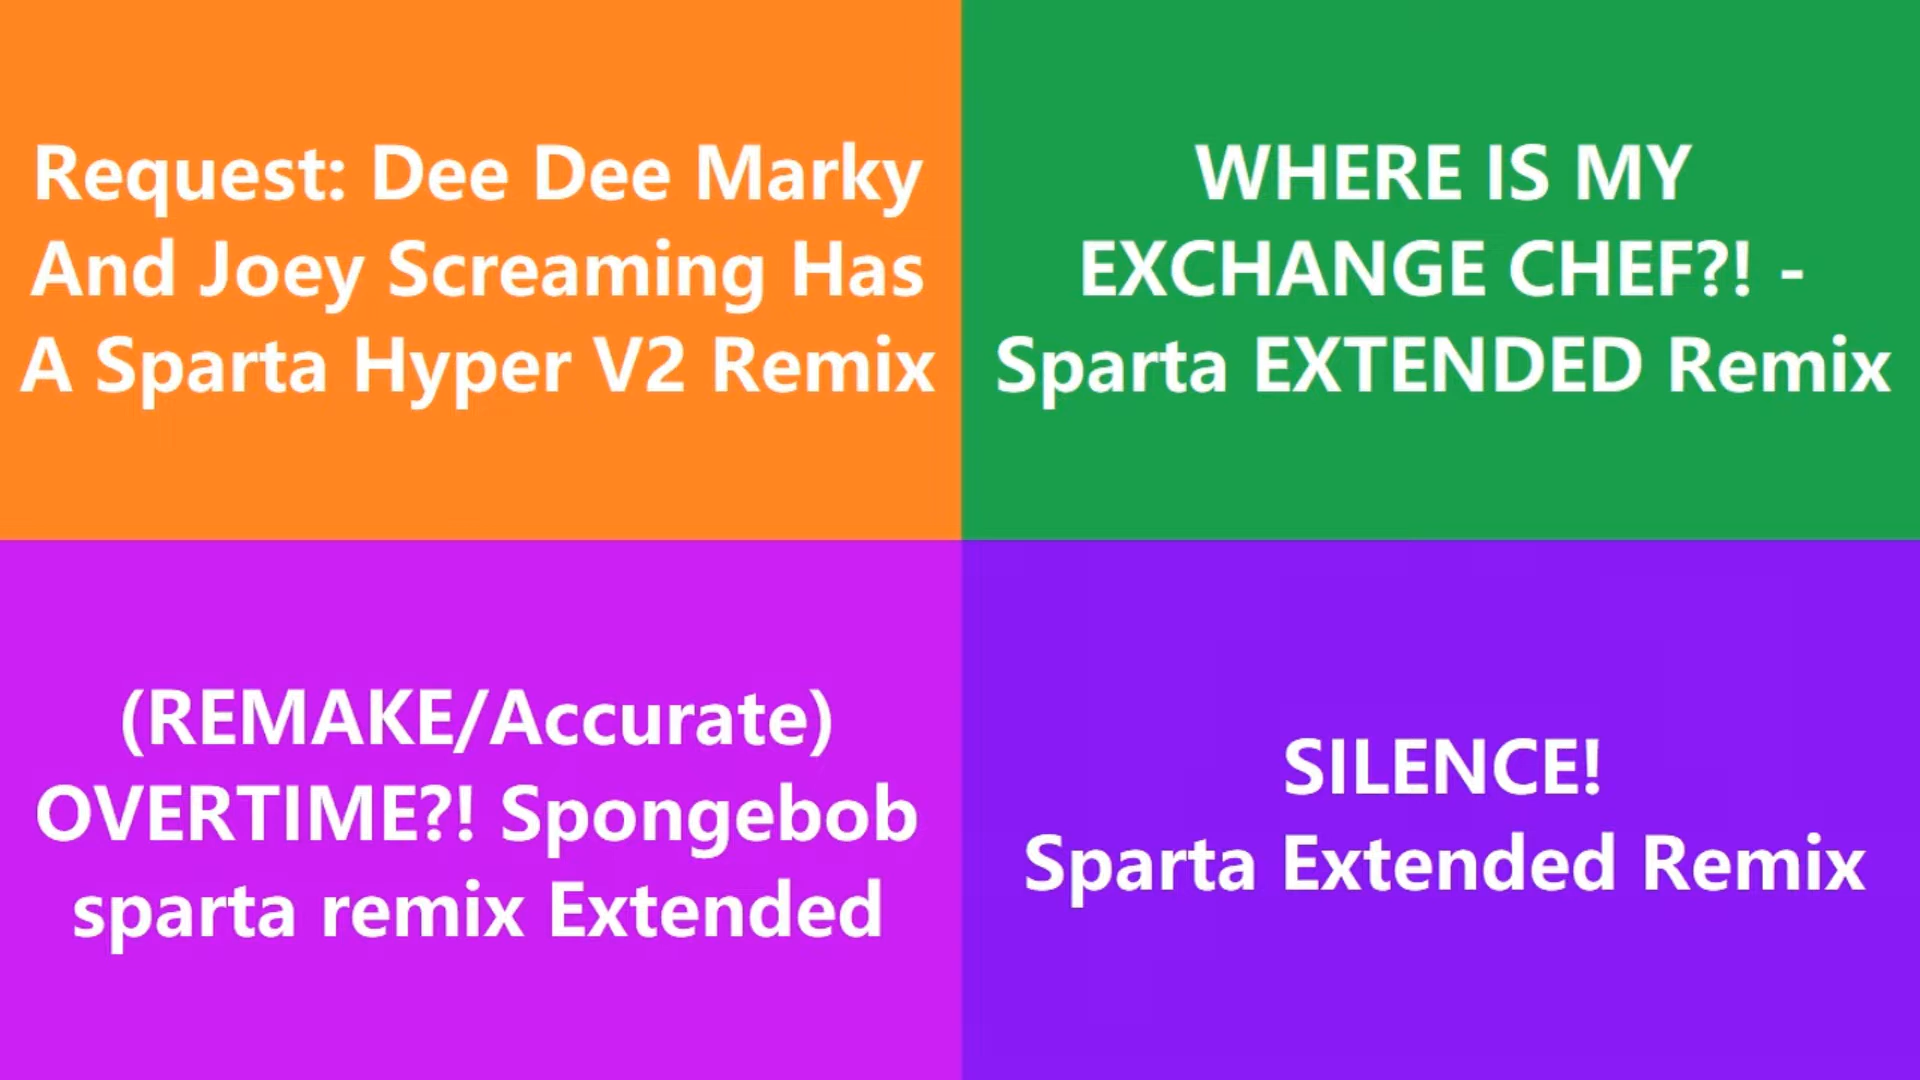 Request: Dee Dee Marky
And Joey Screaming Has
A Sparta Hyper V2 Remix
WHERE IS MY
EXCHANGE CHEF?! -
Sparta EXTENDED Remix
(REMAKE/Accurate)
OVERTIME?! Spongebob
sparta remix Extended
SILENCE!
Sparta Extended Remix